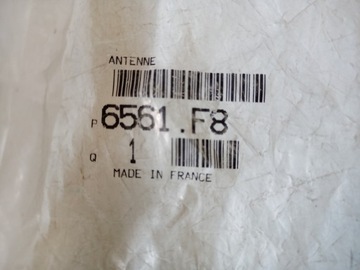 ANTENNE
P 6561.F8
Q 1
MADE IN FRANCE